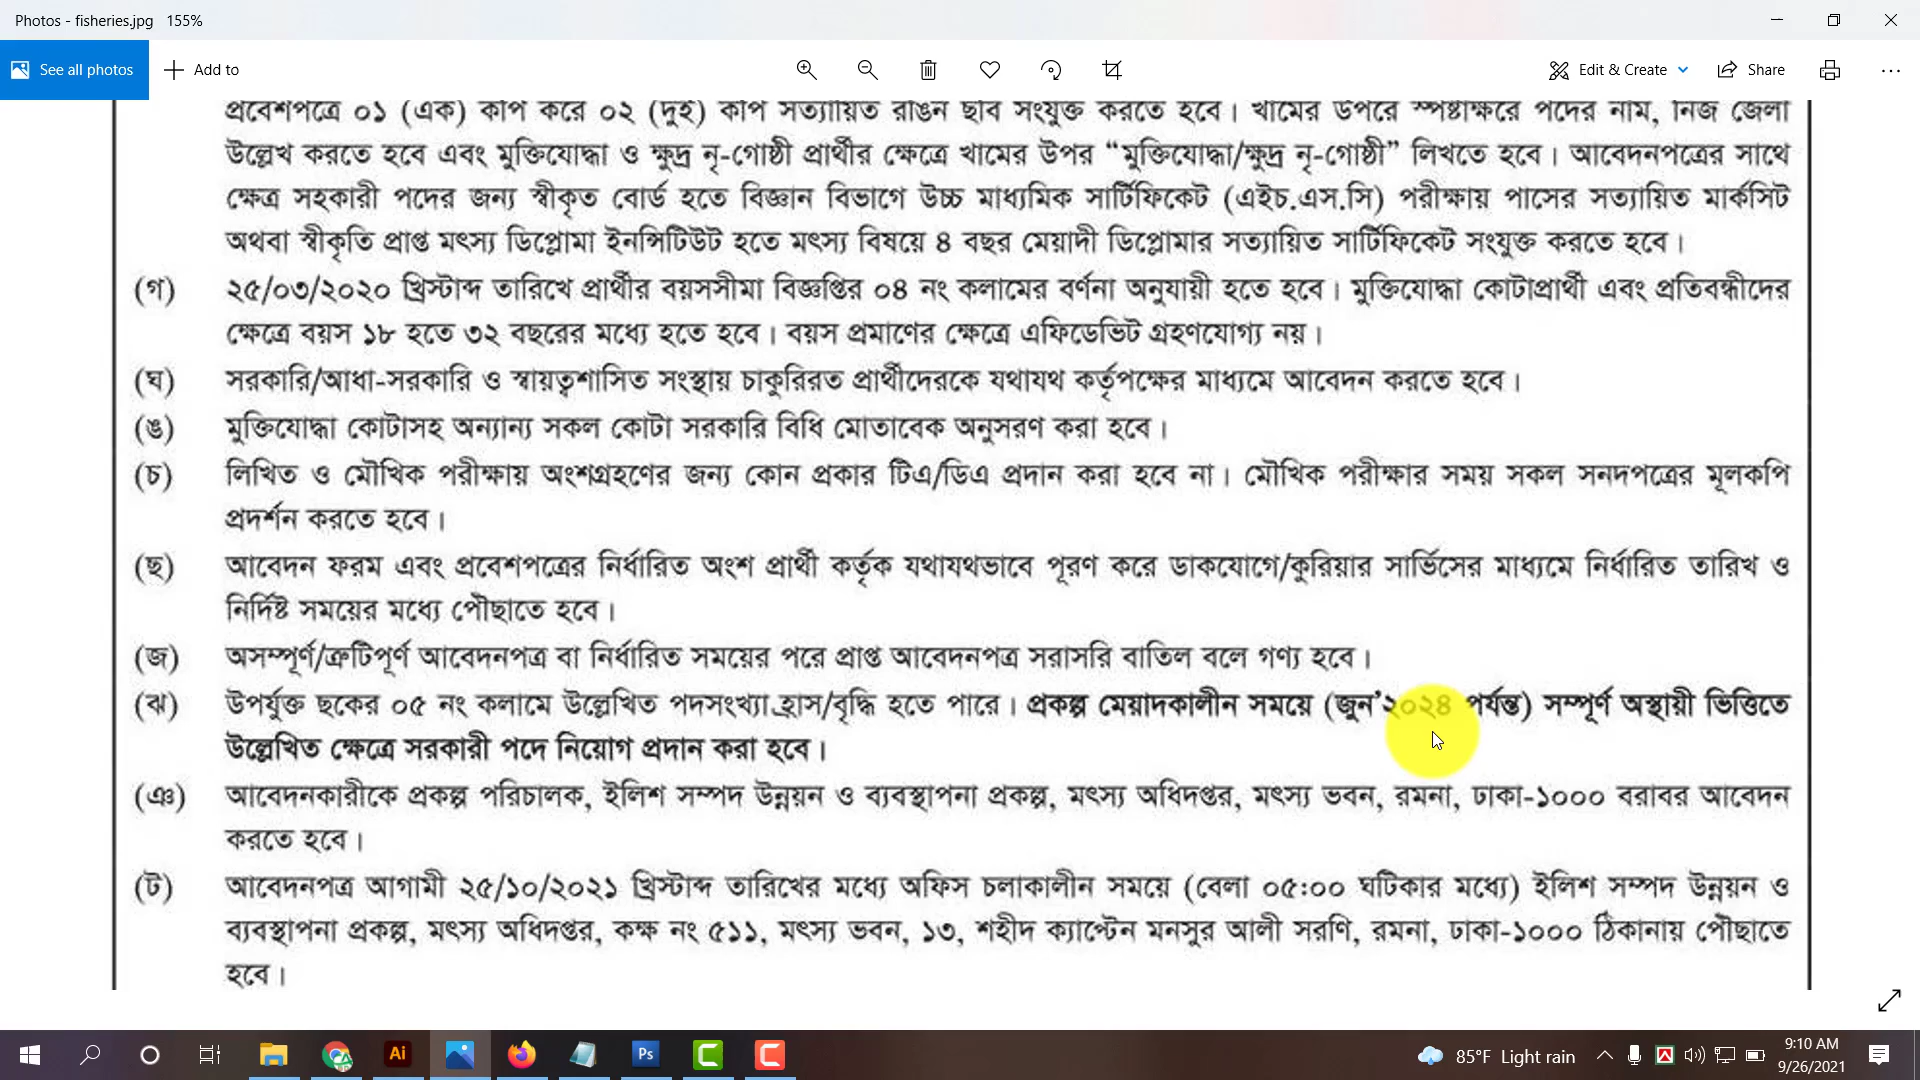 Photos - fisheries.jpg 155%
See all photos
Add to
Edit & Create
Share
প্রবেশপত্রে ০১ (এক) কপি করে ০২ (দুই) কপি সত্যায়িত রঙিন ছবি সংযুক্ত করতে হবে। খামের উপরে স্পষ্টাক্ষরে পদের নাম, নিজ জেলা
উল্লেখ করতে হবে এবং মুক্তিযোদ্ধা ও ক্ষুদ্র নৃ-গোষ্ঠী প্রার্থীর ক্ষেত্রে খামের উপর “মুক্তিযোদ্ধা/ক্ষুদ্র নৃ-গোষ্ঠী” লিখতে হবে। আবেদনপত্রের সাথে
ক্ষেত্র সহকারী পদের জন্য স্বীকৃত বোর্ড হতে বিজ্ঞান বিভাগে উচ্চ মাধ্যমিক সার্টিফিকেট (এইচ.এস.সি) পরীক্ষায় পাসের সত্যায়িত মার্কসিট
অথবা স্বীকৃতি প্রাপ্ত মৎস্য ডিপ্লোমা ইনন্সিটিউট হতে মৎস্য বিষয়ে ৪ বছর মেয়াদী ডিপ্লোমার সত্যায়িত সার্টিফিকেট সংযুক্ত করতে হবে।
(গ) ২৫/০৩/২০২০ খ্রিস্টাব্দ তারিখে প্রার্থীর বয়সসীমা বিজ্ঞপ্তির ০৪ নং কলামের বর্ণনা অনুযায়ী হতে হবে। মুক্তিযোদ্ধা কোটাপ্রার্থী এবং প্রতিবন্ধীদের
ক্ষেত্রে বয়স ১৮ হতে ৩২ বছরের মধ্যে হতে হবে। বয়স প্রমাণের ক্ষেত্রে এফিডেভিট গ্রহণযোগ্য নয়।
(ঘ) সরকারি/আধা-সরকারি ও স্বায়ত্বশাসিত সংস্থায় চাকুরিরত প্রার্থীদেরকে যথাযথ কর্তৃপক্ষের মাধ্যমে আবেদন করতে হবে।
(ঙ) মুক্তিযোদ্ধা কোটাসহ অন্যান্য সকল কোটা সরকারি বিধি মোতাবেক অনুসরণ করা হবে।
(চ) লিখিত ও মৌখিক পরীক্ষায় অংশগ্রহণের জন্য কোন প্রকার টিএ/ডিএ প্রদান করা হবে না। মৌখিক পরীক্ষার সময় সকল সনদপত্রের মূলকপি
প্রদর্শন করতে হবে।
(ছ) আবেদন ফরম এবং প্রবেশপত্রের নির্ধারিত অংশ প্রার্থী কর্তৃক যথাযথভাবে পূরণ করে ডাকযোগে/কুরিয়ার সার্ভিসের মাধ্যমে নির্ধারিত তারিখ ও
নির্দিষ্ট সময়ের মধ্যে পৌঁছাতে হবে।
(জ) অসম্পূর্ণ/ত্রুটিপূর্ণ আবেদনপত্র বা নির্ধারিত সময়ের পরে প্রাপ্ত আবেদনপত্র সরাসরি বাতিল বলে গণ্য হবে।
(ঝ) উপর্যুক্ত ছকের ০৫ নং কলামে উল্লেখিত পদসংখ্যা হ্রাস/বৃদ্ধি হতে পারে। প্রকল্প মেয়াদকালীন সময়ে (জুন’২০২৪ পর্যন্ত) সম্পূর্ণ অস্থায়ী ভিত্তিতে
উল্লেখিত ক্ষেত্রে সরকারী পদে নিয়োগ প্রদান করা হবে।
(ঞ) আবেদনকারীকে প্রকল্প পরিচালক, ইলিশ সম্পদ উন্নয়ন ও ব্যবস্থাপনা প্রকল্প, মৎস্য অধিদপ্তর, মৎস্য ভবন, রমনা, ঢাকা-১০০০ বরাবর আবেদন
করতে হবে।
(ট) আবেদনপত্র আগামী ২৫/১০/২০২১ খ্রিস্টাব্দ তারিখের মধ্যে অফিস চলাকালীন সময়ে (বেলা ০৫:০০ ঘটিকার মধ্যে) ইলিশ সম্পদ উন্নয়ন ও
ব্যবস্থাপনা প্রকল্প, মৎস্য অধিদপ্তর, কক্ষ নং ৫১১, মৎস্য ভবন, ১৩, শহীদ ক্যাপ্টেন মনসুর আলী সরণি, রমনা, ঢাকা-১০০০ ঠিকানায় পৌঁছাতে
হবে।
Ai
Ps
85°F Light rain
9:10 AM
9/26/2021